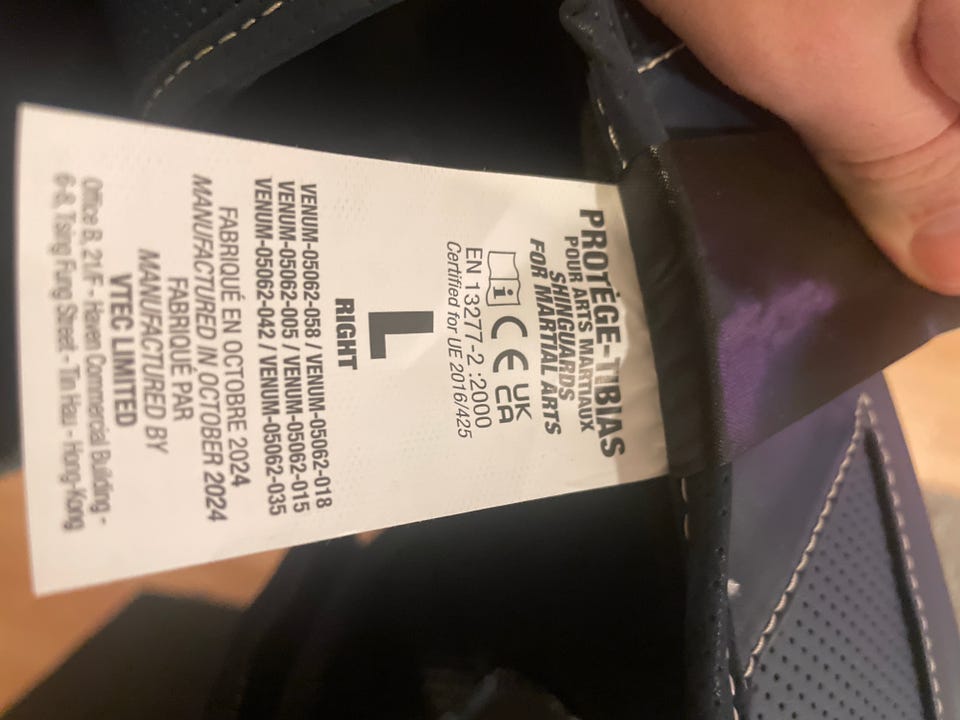 PROTÈGE-TIBIAS
POUR ARTS MARTIAUX
SHINGUARDS
FOR MARTIAL ARTS
i CE UK CA
EN 13277-2 :2000
Certified for UE 2016/425
L
RIGHT
VENUM-05062-058 / VENUM-05062-018
VENUM-05062-005 / VENUM-05062-015
VENUM-05062-042 / VENUM-05062-035
FABRIQUÉ EN OCTOBRE 2024
MANUFACTURED IN OCTOBER 2024
FABRIQUÉ PAR
MANUFACTURED BY
VTEC LIMITED
Office B, 21/F - Haven Commercial Building -
6-8, Tsing Fung Street - Tin Hau - Hong-Kong